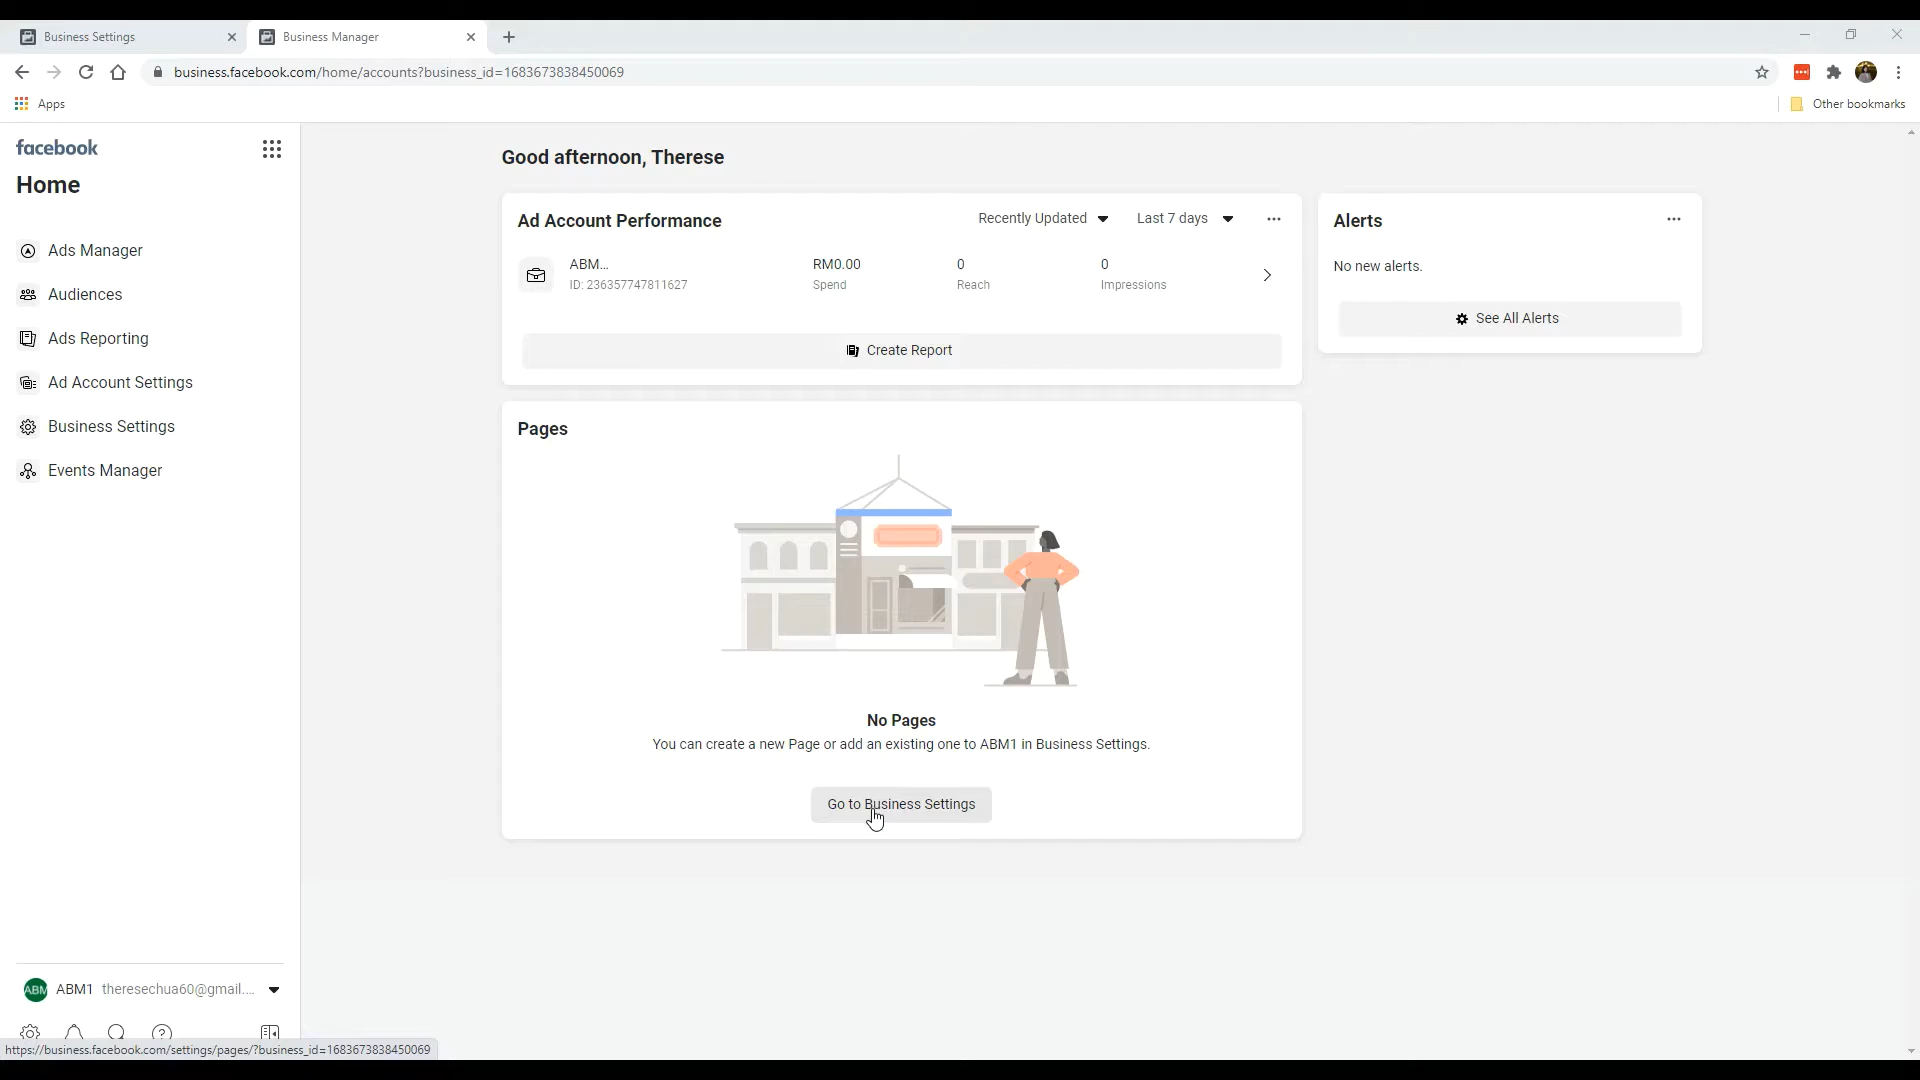 Business Settings
Business Manager
business.facebook.com/home/accounts?business_id=1683673838450069
Apps
Other bookmarks
facebook
Home
Ads Manager
Audiences
Ads Reporting
Ad Account Settings
Business Settings
Events Manager
Good afternoon, Therese
Ad Account Performance
Recently Updated
Last 7 days
ABM...
ID: 236357747811627
RM0.00
Spend
0
Reach
0
Impressions
Create Report
Alerts
No new alerts.
See All Alerts
Pages
No Pages
You can create a new Page or add an existing one to ABM1 in Business Settings.
Go to Business Settings
ABM
ABM1 theresechua60@gmail....
https://business.facebook.com/settings/pages/?business_id=1683673838450069